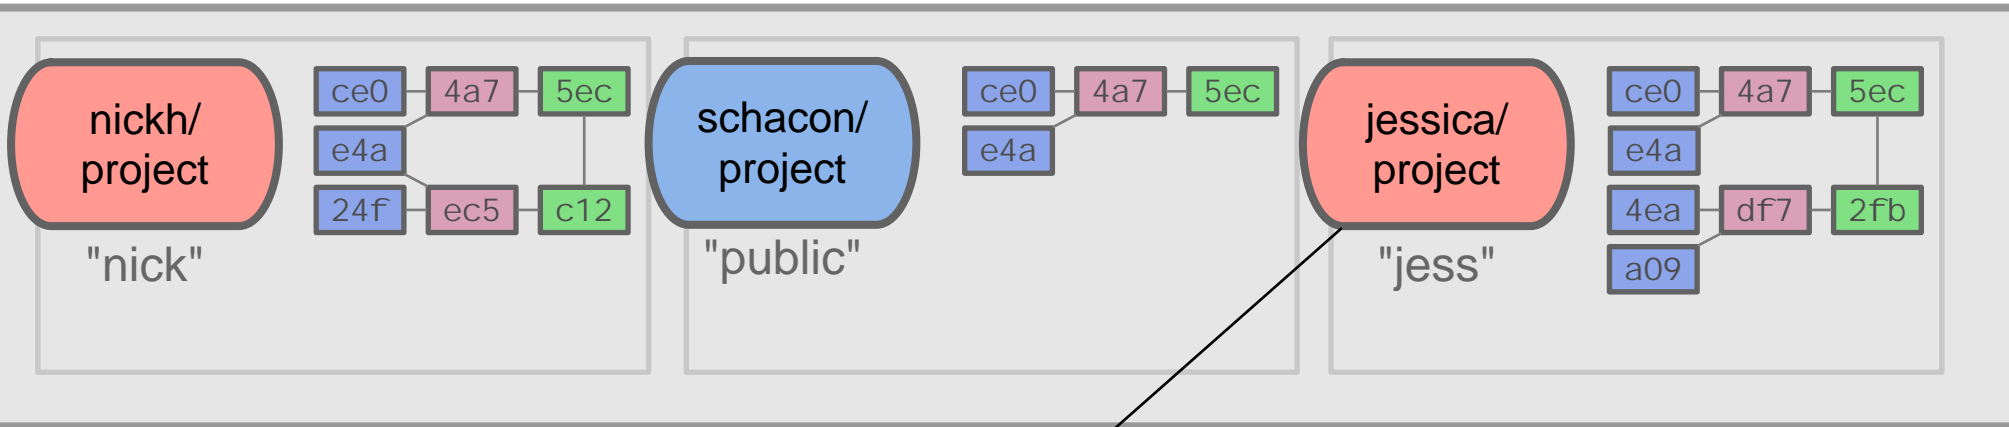 nickh/
project
"nick"
ce0 4a7 5ec
e4a
24f ec5 c12
schacon/
project
"public"
ce0 4a7 5ec
e4a
jessica/
project
"jess"
ce0 4a7 5ec
e4a
4ea df7 2fb
a09